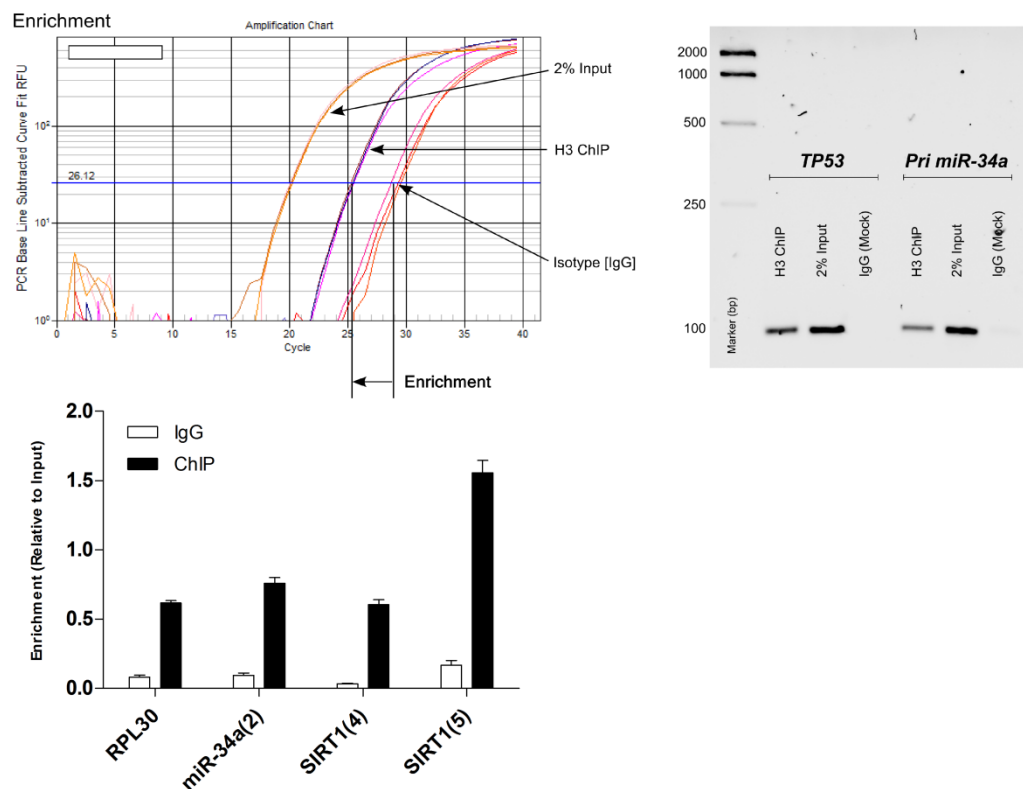 Enrichment
Amplification Chart
PCR Base Line Subtracted Curve Fit RFU
10²
26.12
10¹
10⁰
0 5 10 15 20 25 30 35 40
Cycle
2% Input
H3 ChIP
Isotype [IgG]
Enrichment
2000
1000
500
250
100
Marker (bp)
TP53
Pri miR-34a
H3 ChIP
2% Input
IgG (Mock)
H3 ChIP
2% Input
IgG (Mock)
Enrichment (Relative to Input)
2.0
1.5
1.0
0.5
0.0
IgG
ChIP
RPL30
miR-34a(2)
SIRT1(4)
SIRT1(5)